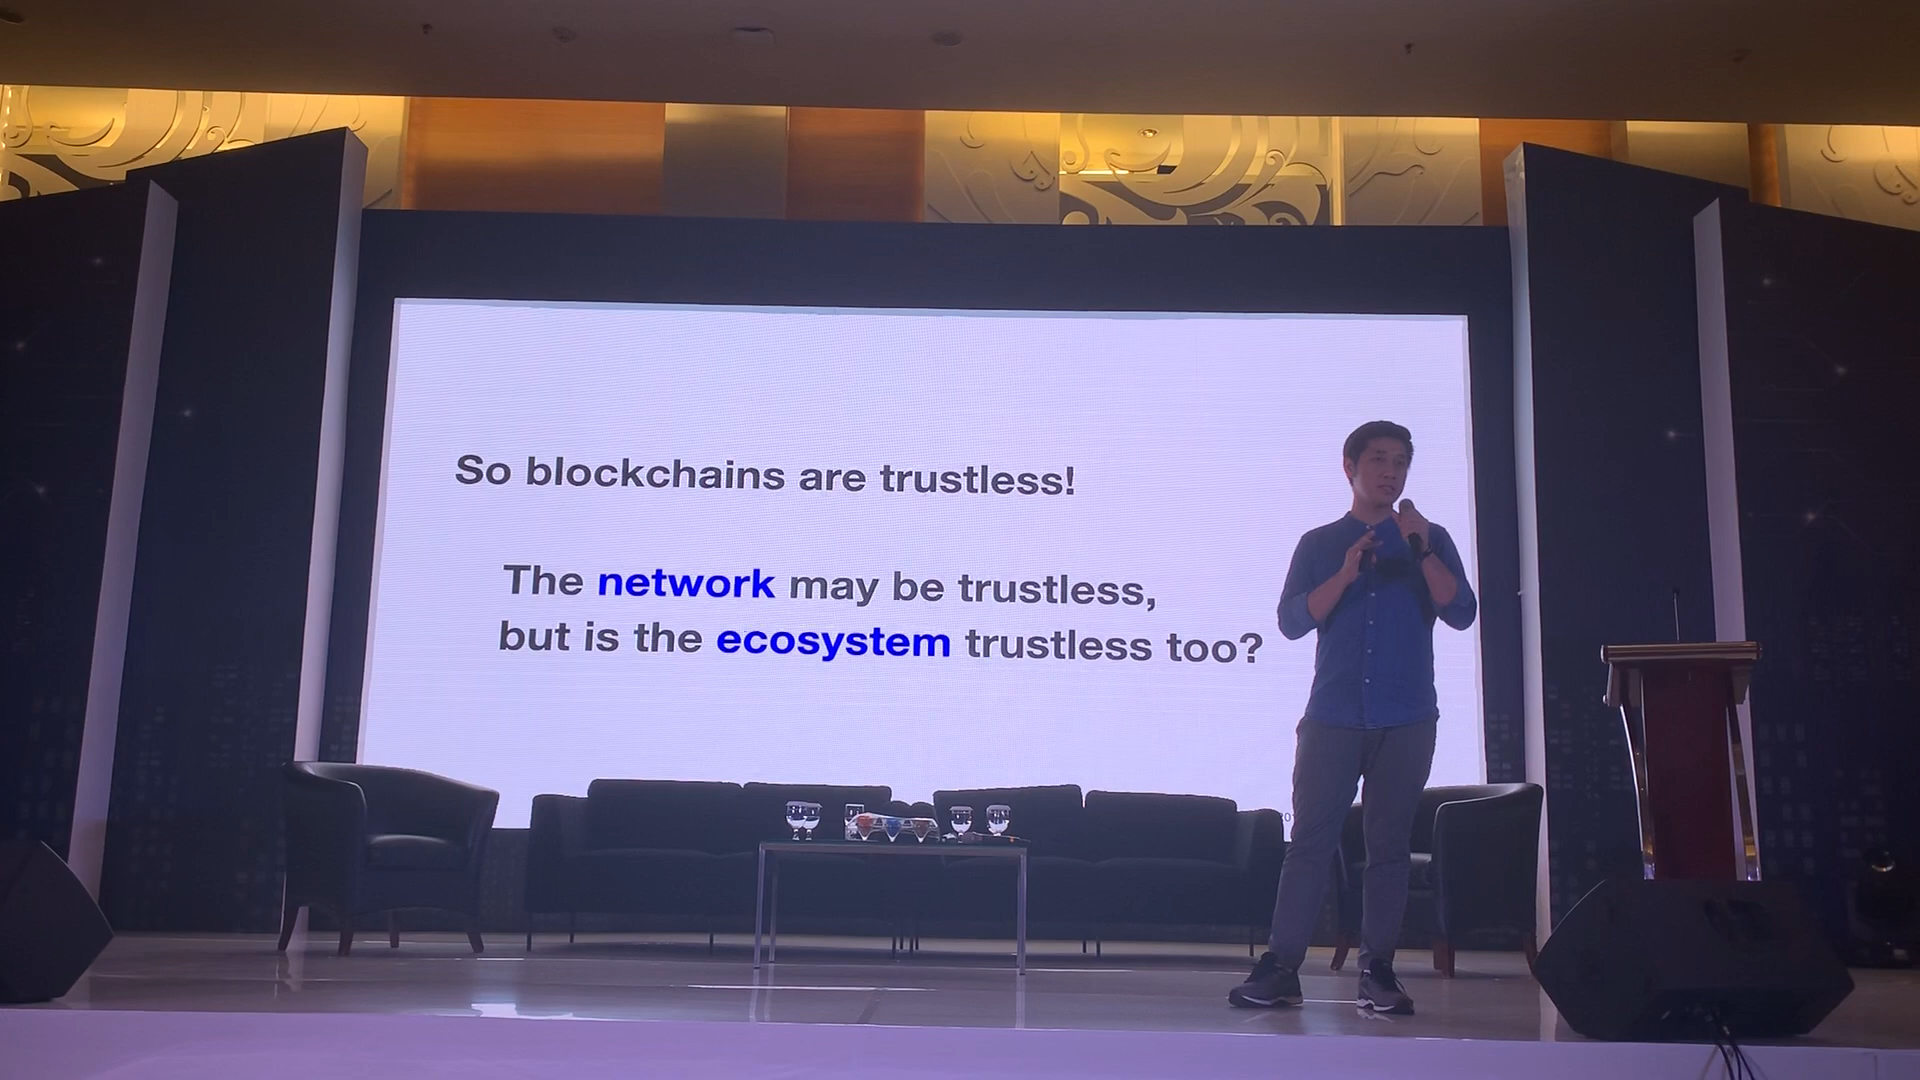 So blockchains are trustless!
The network may be trustless,
but is the ecosystem trustless too?